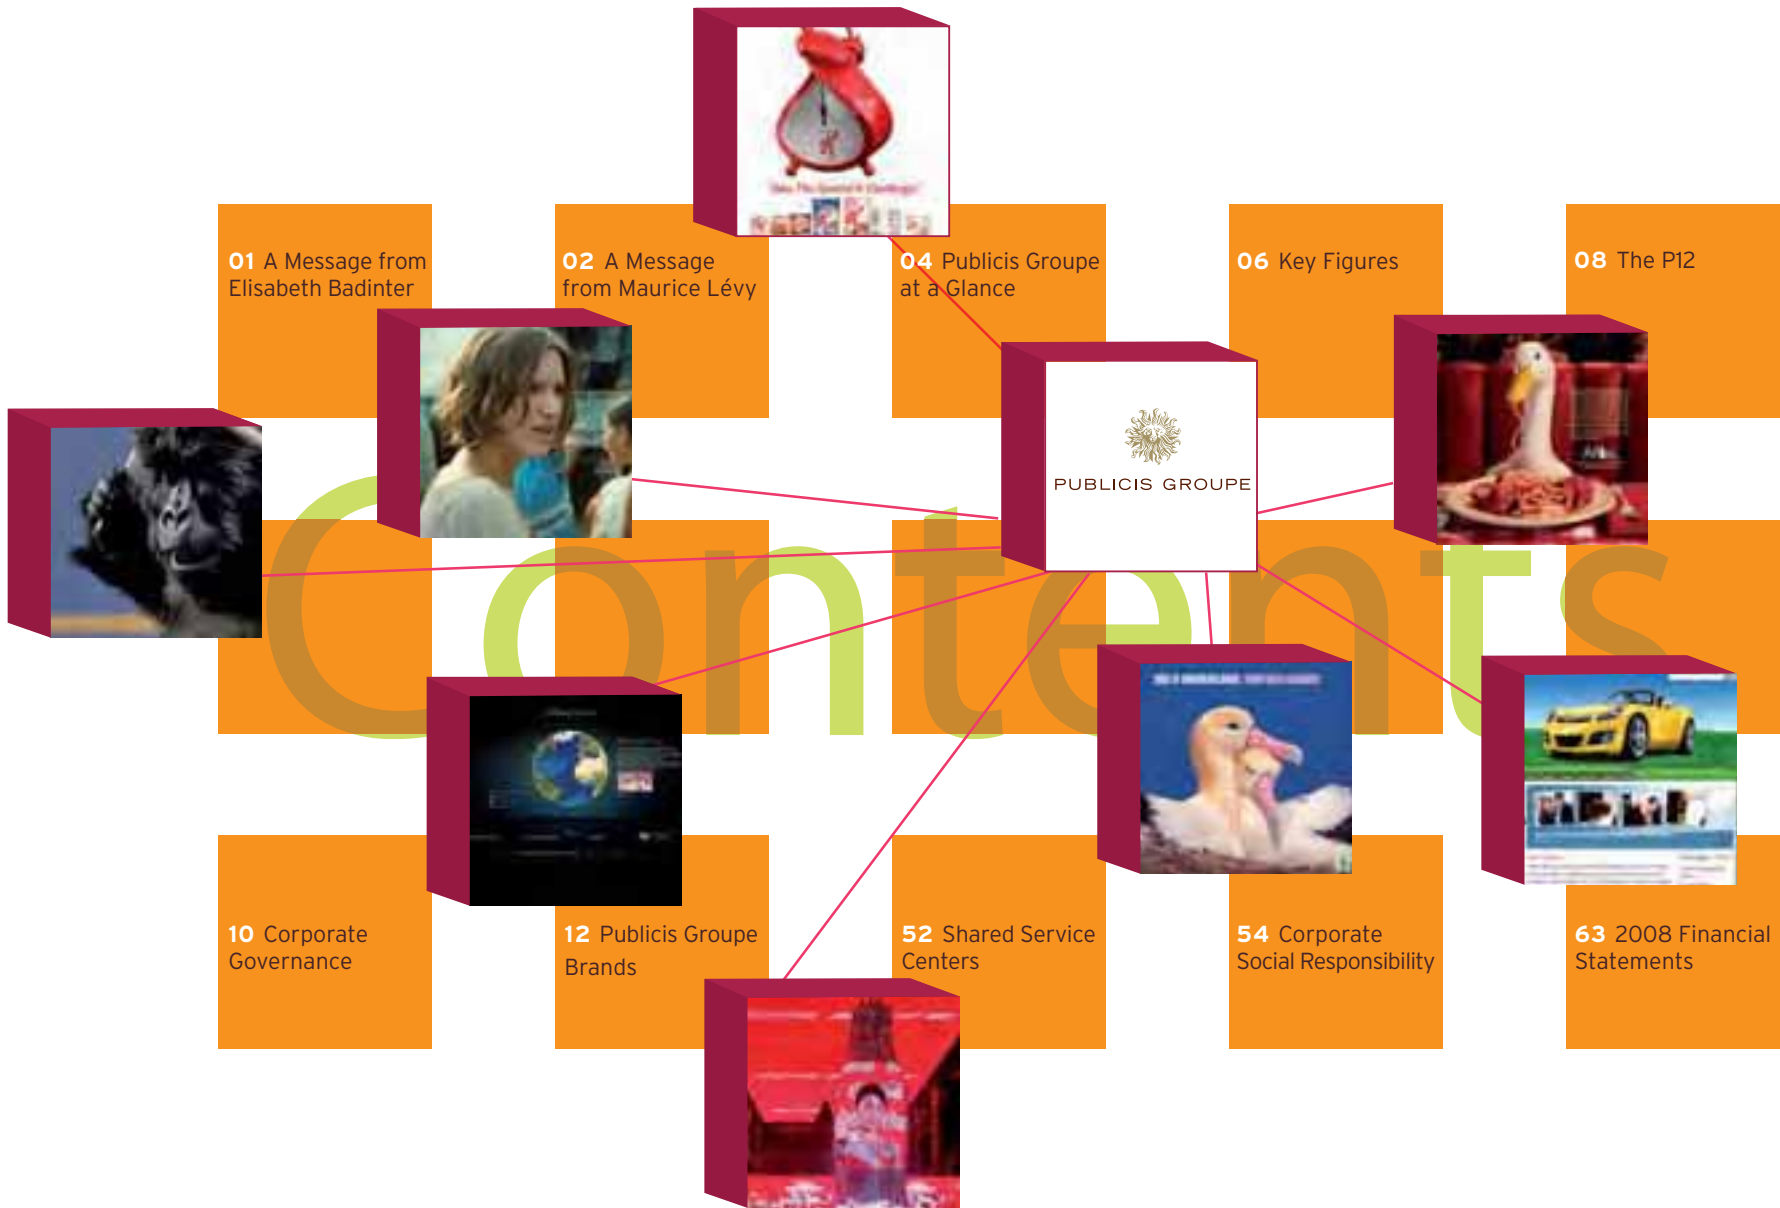 01 A Message from
Elisabeth Badinter
02 A Message
from Maurice Lévy
04 Publicis Groupe
at a Glance
06 Key Figures
08 The P12
PUBLICIS GROUPE
Contents
10 Corporate
Governance
12 Publicis Groupe
Brands
52 Shared Service
Centers
54 Corporate
Social Responsibility
63 2008 Financial
Statements